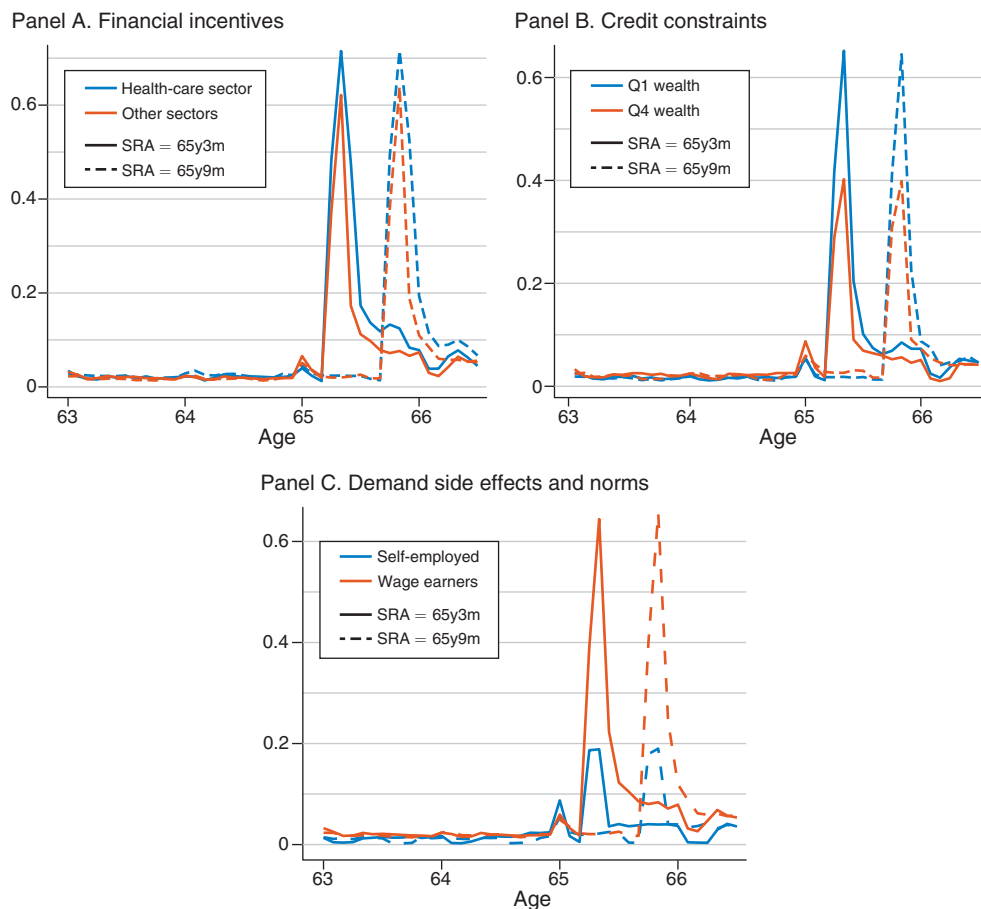 Panel A. Financial incentives
0.6
0.4
0.2
0
Health-care sector
Other sectors
SRA = 65y3m
SRA = 65y9m
63 64 65 66
Age
Panel B. Credit constraints
0.6
0.4
0.2
0
Q1 wealth
Q4 wealth
SRA = 65y3m
SRA = 65y9m
63 64 65 66
Age
Panel C. Demand side effects and norms
0.6
0.4
0.2
0
Self-employed
Wage earners
SRA = 65y3m
SRA = 65y9m
63 64 65 66
Age